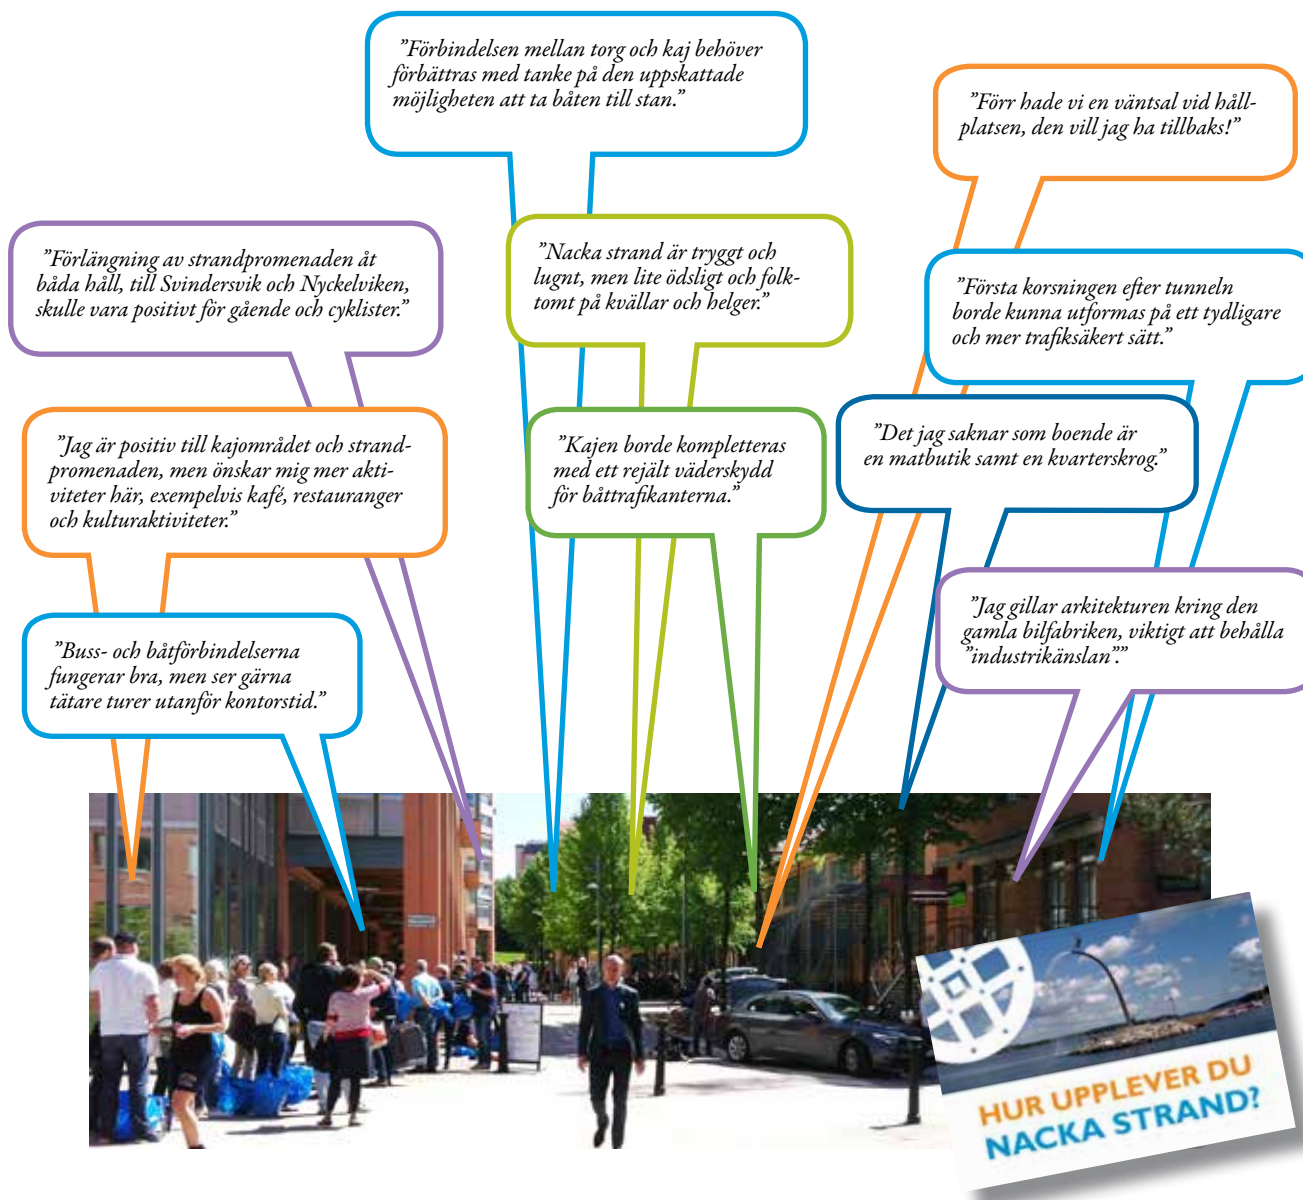 ”Förbindelsen mellan torg och kaj behöver
förbättras med tanke på den uppskattade
möjligheten att ta båten till stan.”
”Förr hade vi en väntsal vid håll-
platsen, den vill jag ha tillbaks!”
”Förlängning av strandpromenaden åt
båda håll, till Svindersvik och Nyckelviken,
skulle vara positivt för gående och cyklister.”
”Nacka strand är tryggt och
lugnt, men lite ödsligt och folk-
tomt på kvällar och helger.”
”Första korsningen efter tunneln
borde kunna utformas på ett tydligare
och mer trafiksäkert sätt.”
”Jag är positiv till kajområdet och strand-
promenaden, men önskar mig mer akti-
viteter här, exempelvis kafé, restauranger
och kulturaktiviteter.”
”Kajen borde kompletteras
med ett rejält väderskydd
för båttrafikanterna.”
”Det jag saknar som boende är
en matbutik samt en kvarterskrog.”
”Buss- och båtförbindelserna
fungerar bra, men ser gärna
tätare turer utanför kontorstid.”
”Jag gillar arkitekturen kring den
gamla bilfabriken, viktigt att behålla
”industrikänslan”.”
HUR UPPLEVER DU
NACKA STRAND?